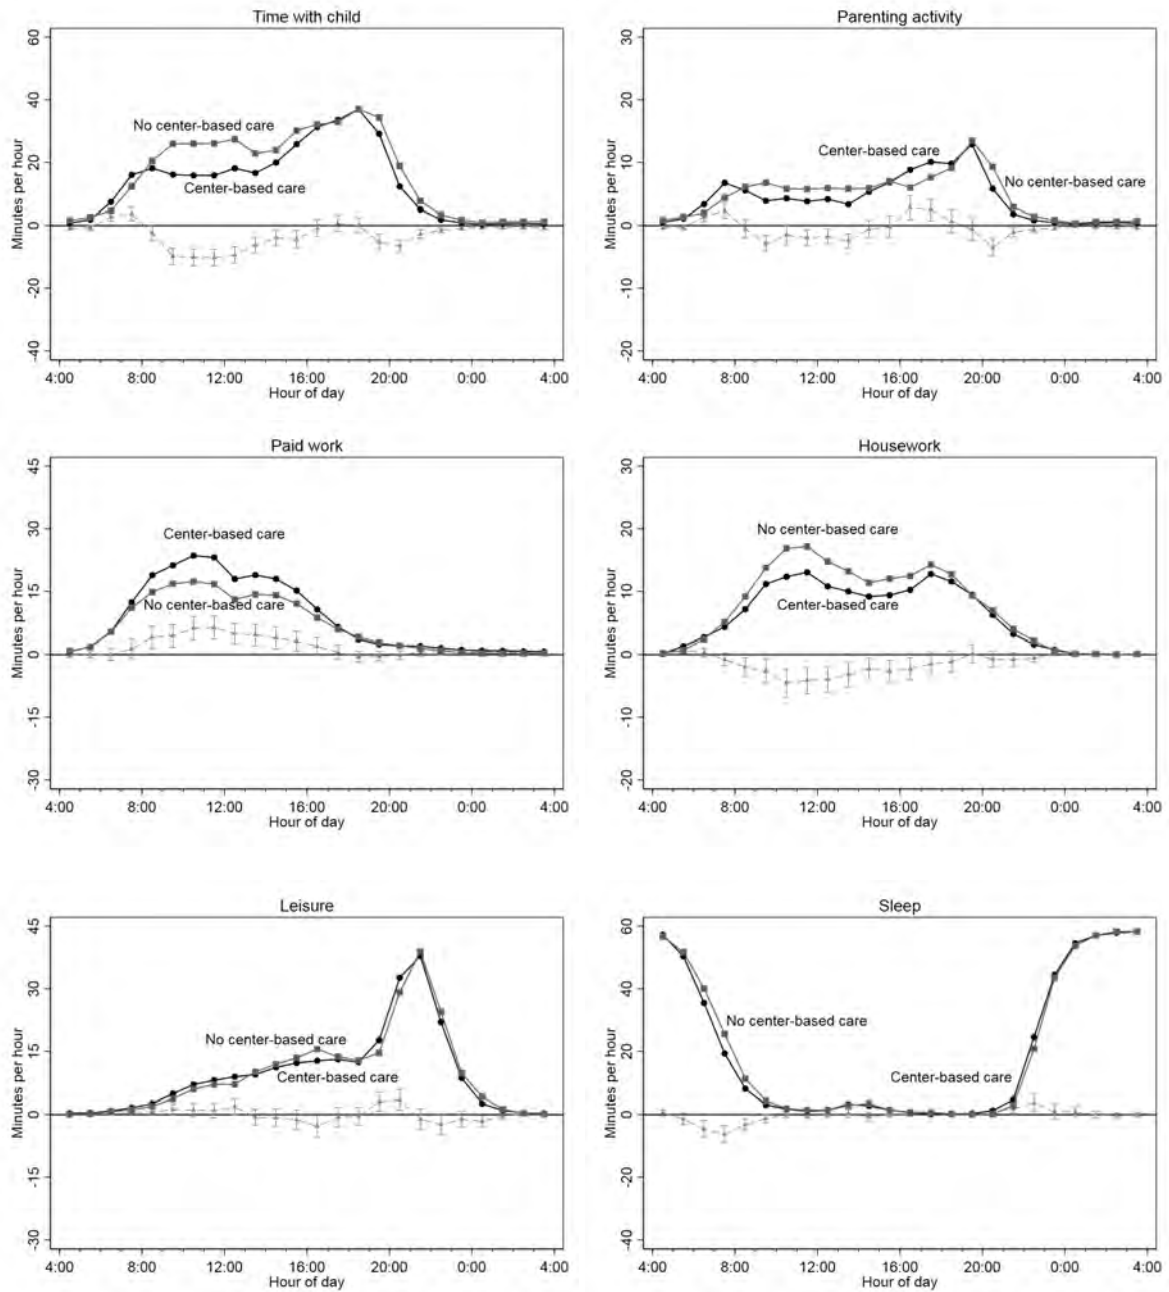 Time with child
Minutes per hour
60
40
20
0
-20
-40
No center-based care
Center-based care
4:00 8:00 12:00 16:00 20:00 0:00 4:00
Hour of day
Parenting activity
Minutes per hour
30
20
10
0
-10
-20
Center-based care
No center-based care
4:00 8:00 12:00 16:00 20:00 0:00 4:00
Hour of day
Paid work
Minutes per hour
45
30
15
0
-15
-30
Center-based care
No center-based care
4:00 8:00 12:00 16:00 20:00 0:00 4:00
Hour of day
Housework
Minutes per hour
30
20
10
0
-10
-20
No center-based care
Center-based care
4:00 8:00 12:00 16:00 20:00 0:00 4:00
Hour of day
Leisure
Minutes per hour
45
30
15
0
-15
-30
No center-based care
Center-based care
4:00 8:00 12:00 16:00 20:00 0:00 4:00
Hour of day
Sleep
Minutes per hour
60
40
20
0
-20
-40
No center-based care
Center-based care
4:00 8:00 12:00 16:00 20:00 0:00 4:00
Hour of day